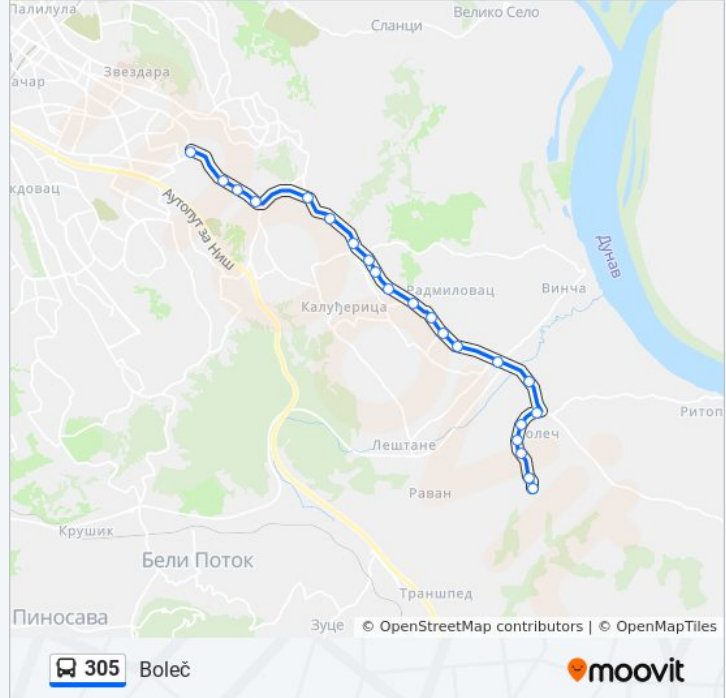 Палилула
Сланци
Велико Село
Звездара
ачар
ждовац
Аутопут за Ниш
Дунав
Радмиловац
Винча
Калуђерица
Ритоп
олеч
Лештане
Раван
Крушик
Бели Поток
Траншпед
Пиносава
Зуце
© OpenStreetMap contributors | © OpenMapTiles
305 Boleč
moovit